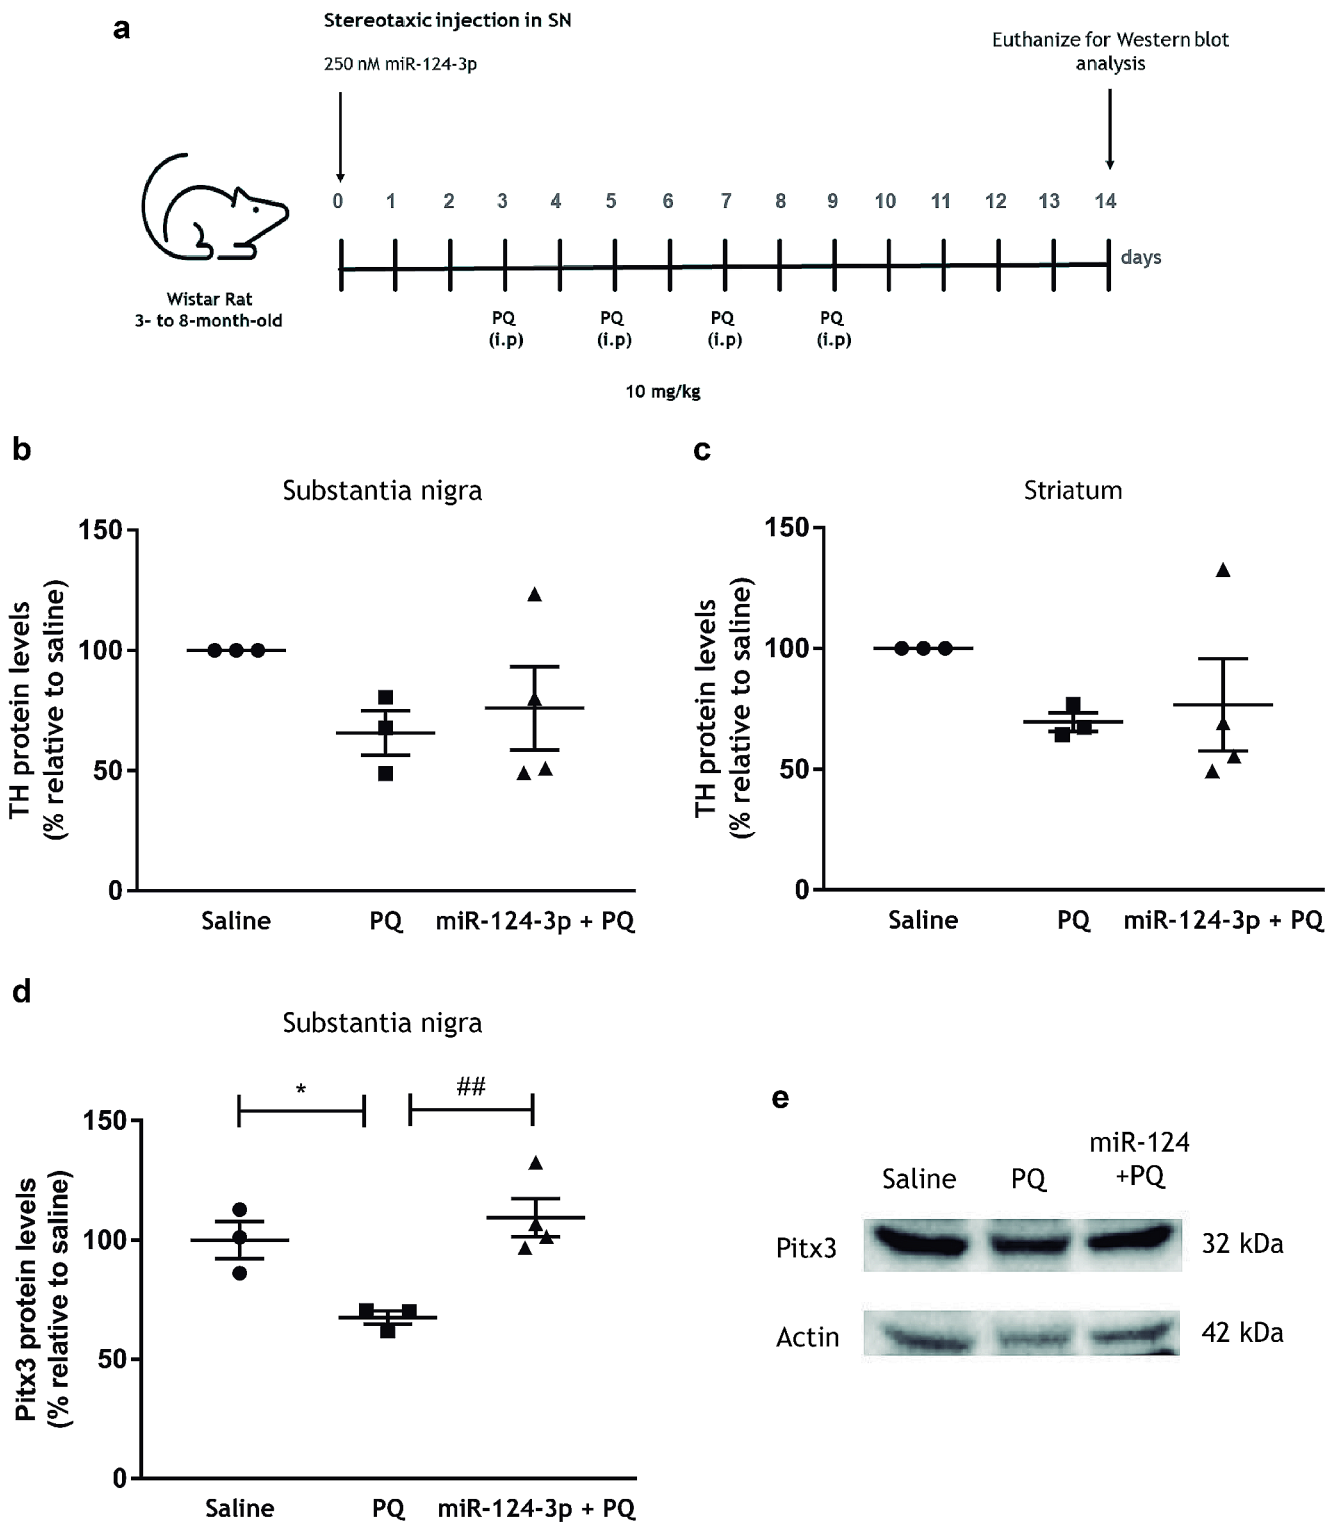 a
Stereotaxic injection in SN
250 nM miR-124-3p
Euthanize for Western blot
analysis
0 1 2 3 4 5 6 7 8 9 10 11 12 13 14
days
Wistar Rat
3- to 8-month-old
PQ PQ PQ PQ
(i.p) (i.p) (i.p) (i.p)
10 mg/kg
b
Substantia nigra
TH protein levels
(% relative to saline)
150
100
50
0
Saline PQ miR-124-3p + PQ
c
Striatum
TH protein levels
(% relative to saline)
150
100
50
0
Saline PQ miR-124-3p + PQ
d
Substantia nigra
* ##
Pitx3 protein levels
(% relative to saline)
150
100
50
0
Saline PQ miR-124-3p + PQ
e
miR-124
Saline PQ +PQ
Pitx3 32 kDa
Actin 42 kDa